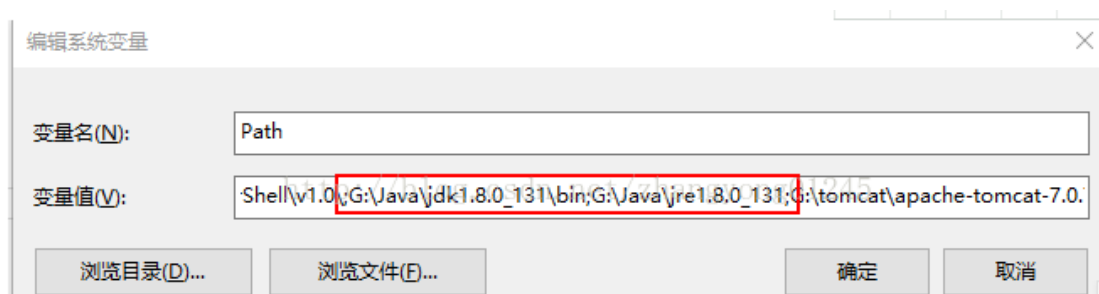 编辑系统变量
变量名(N):
Path
变量值(V):
Shell\v1.0\;G:\Java\jdk1.8.0_131\bin;G:\Java\jre1.8.0_131;G:\tomcat\apache-tomcat-7.0.
浏览目录(D)...
浏览文件(F)...
确定
取消